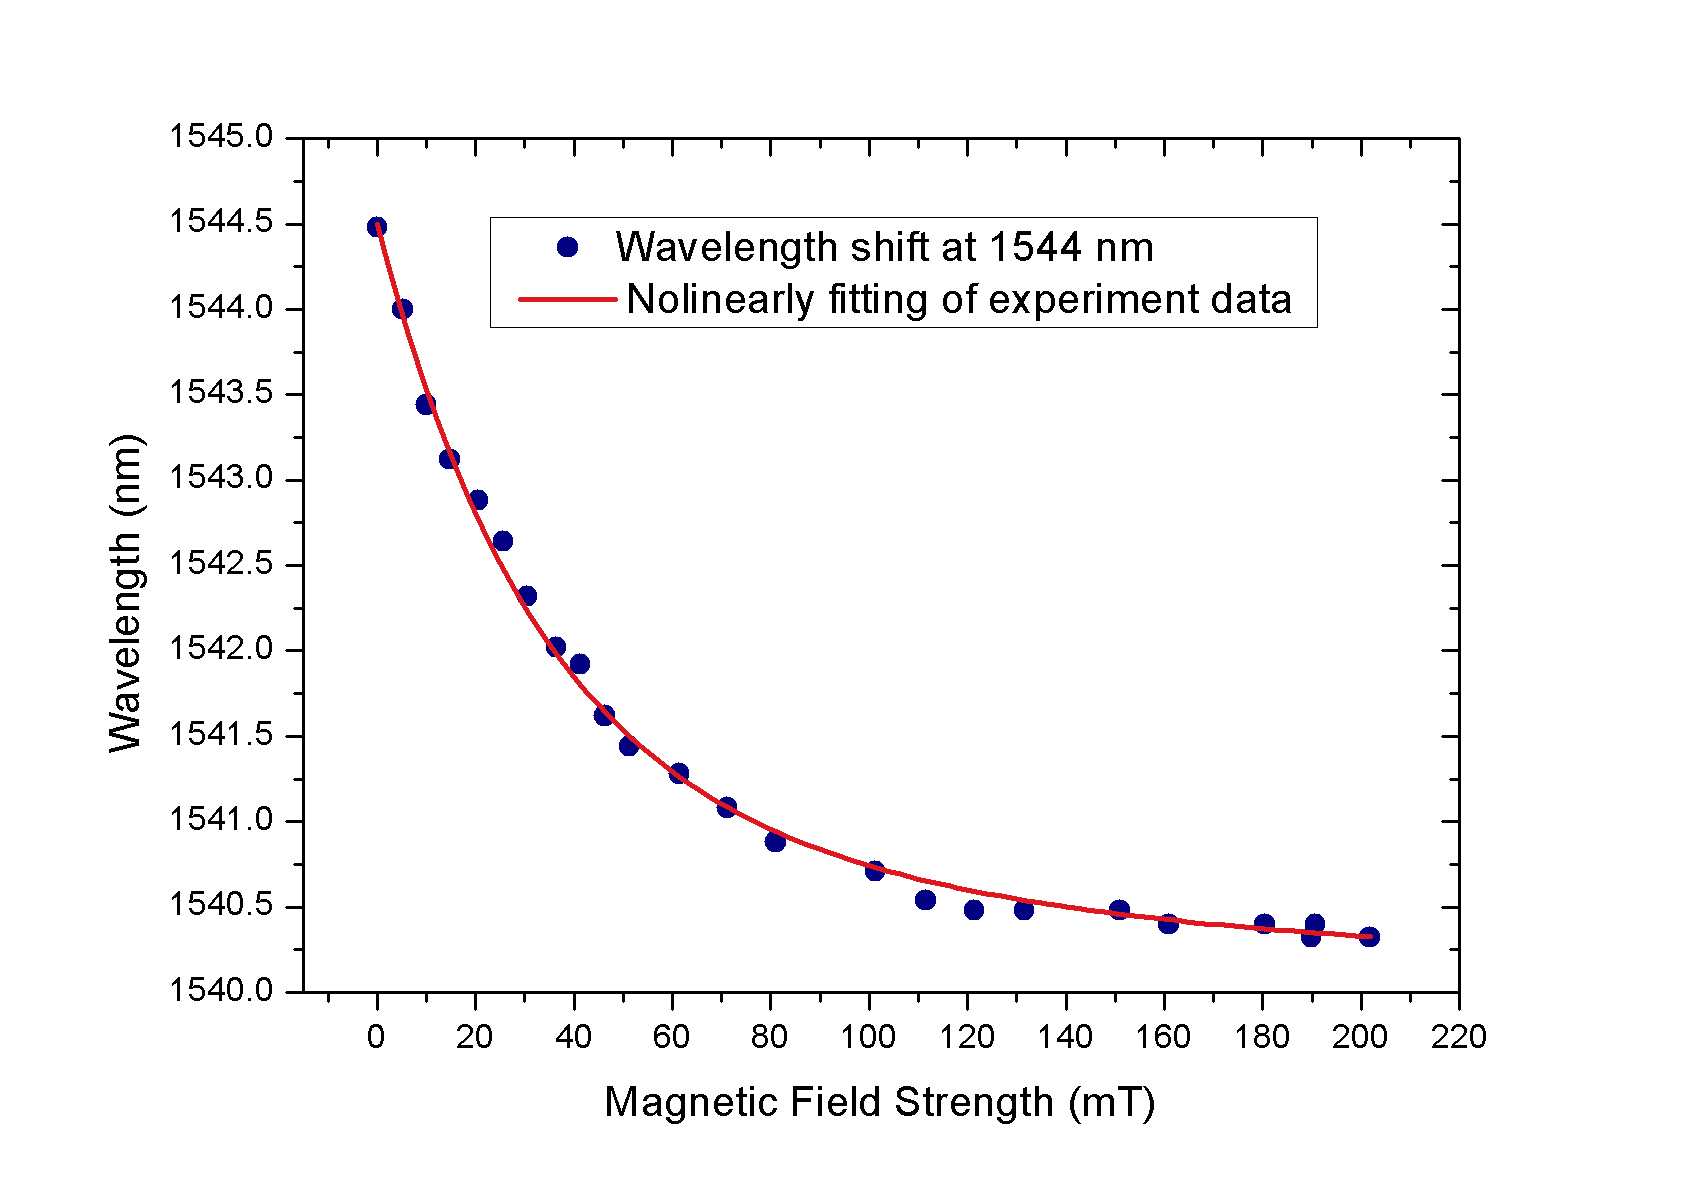 1545.0
1544.5
1544.0
1543.5
1543.0
1542.5
1542.0
1541.5
1541.0
1540.5
1540.0
Wavelength (nm)
Wavelength shift at 1544 nm
Nolinearly fitting of experiment data
0 20 40 60 80 100 120 140 160 180 200 220
Magnetic Field Strength (mT)